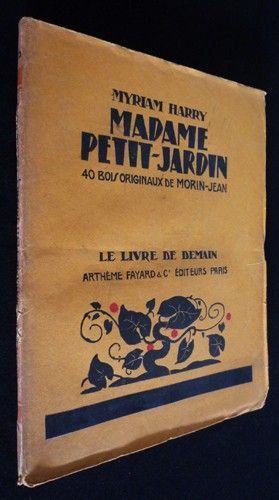 MYRIAM HARRY
MADAME
PETIT-JARDIN
40 BOIS ORIGINAUX DE MORIN-JEAN
LE LIVRE DE DEMAIN
ARTHÈME FAYARD & Cⁱᵉ ÉDITEURS PARIS